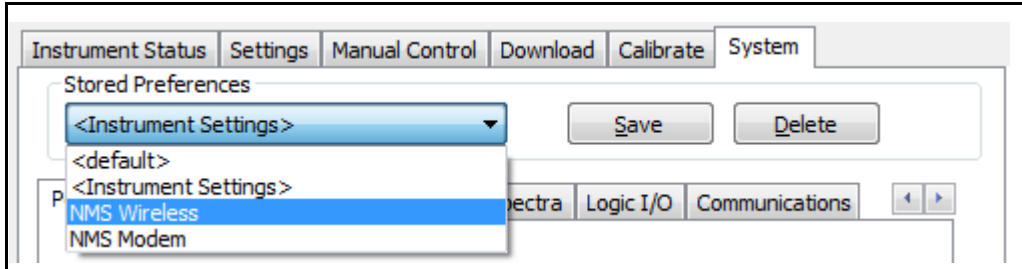 Instrument Status Settings Manual Control Download Calibrate System
Stored Preferences
<Instrument Settings> Save Delete
<default>
<Instrument Settings>
NMS Wireless
NMS Modem
Logic I/O Communications